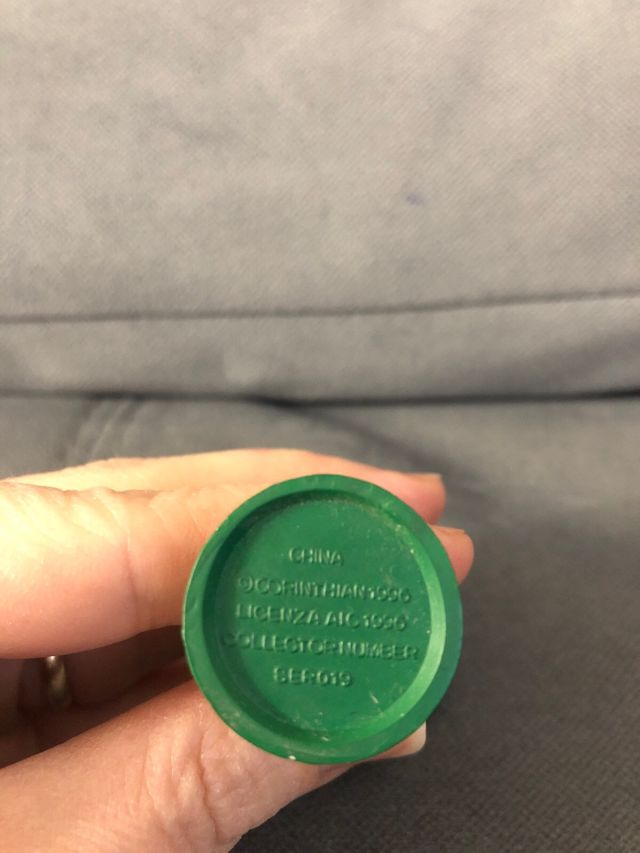 CHINA
©CORINTHIAN 1996
LICENZA AIC 1996
COLLECTOR NUMBER
SER019